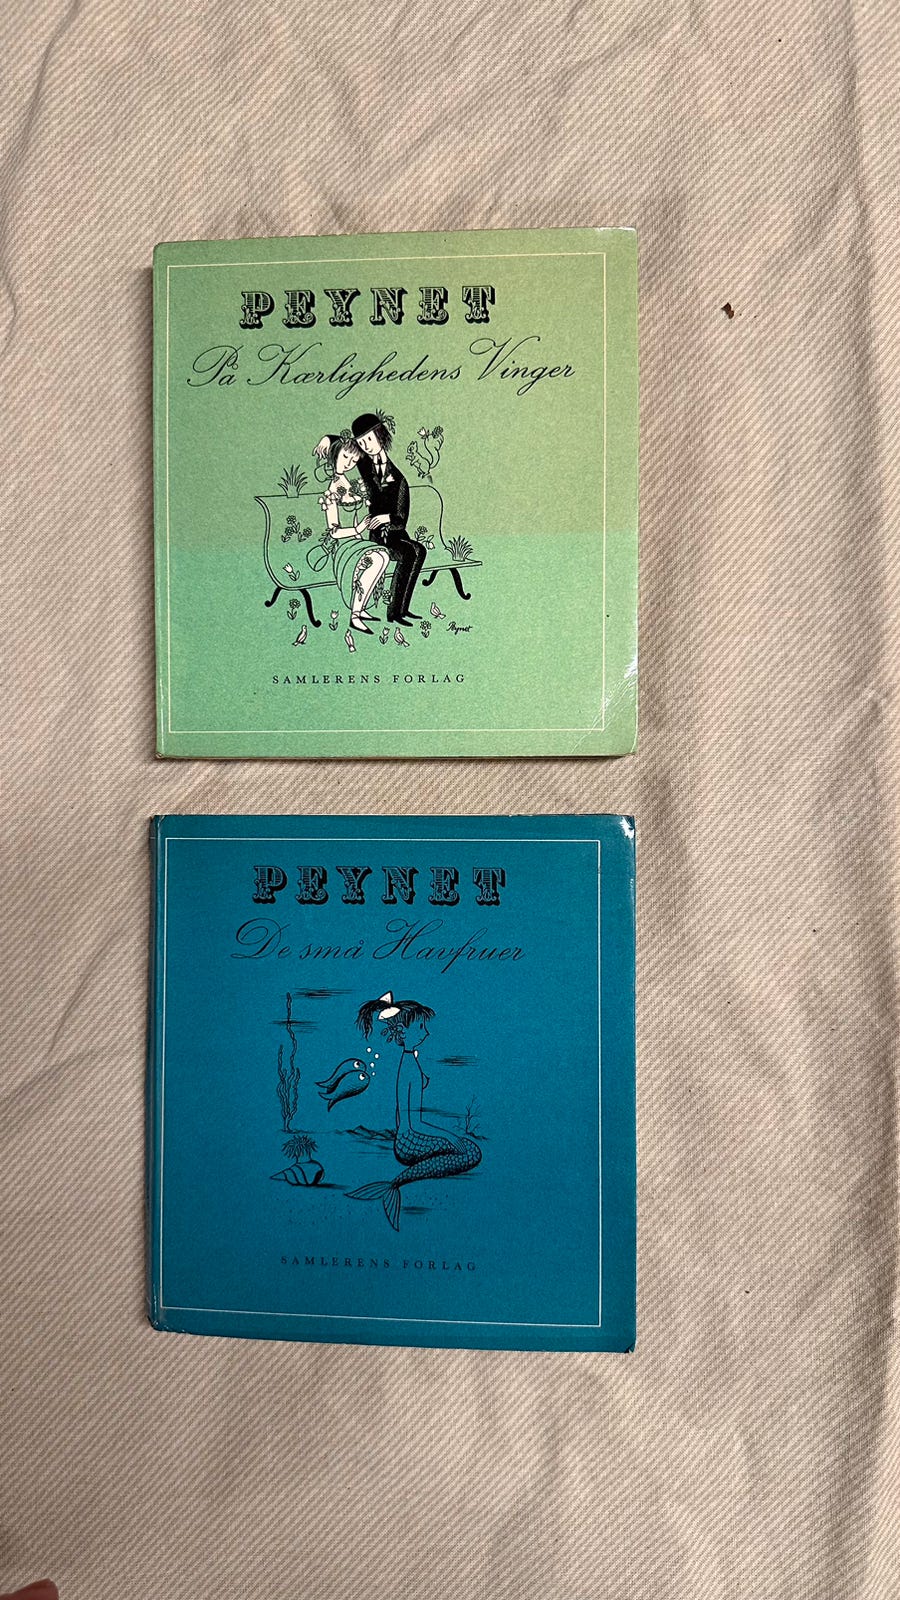 PEYNET
På Kærlighedens Vinger
Peynet
SAMLERENS FORLAG
PEYNET
De små Havfruer
SAMLERENS FORLAG